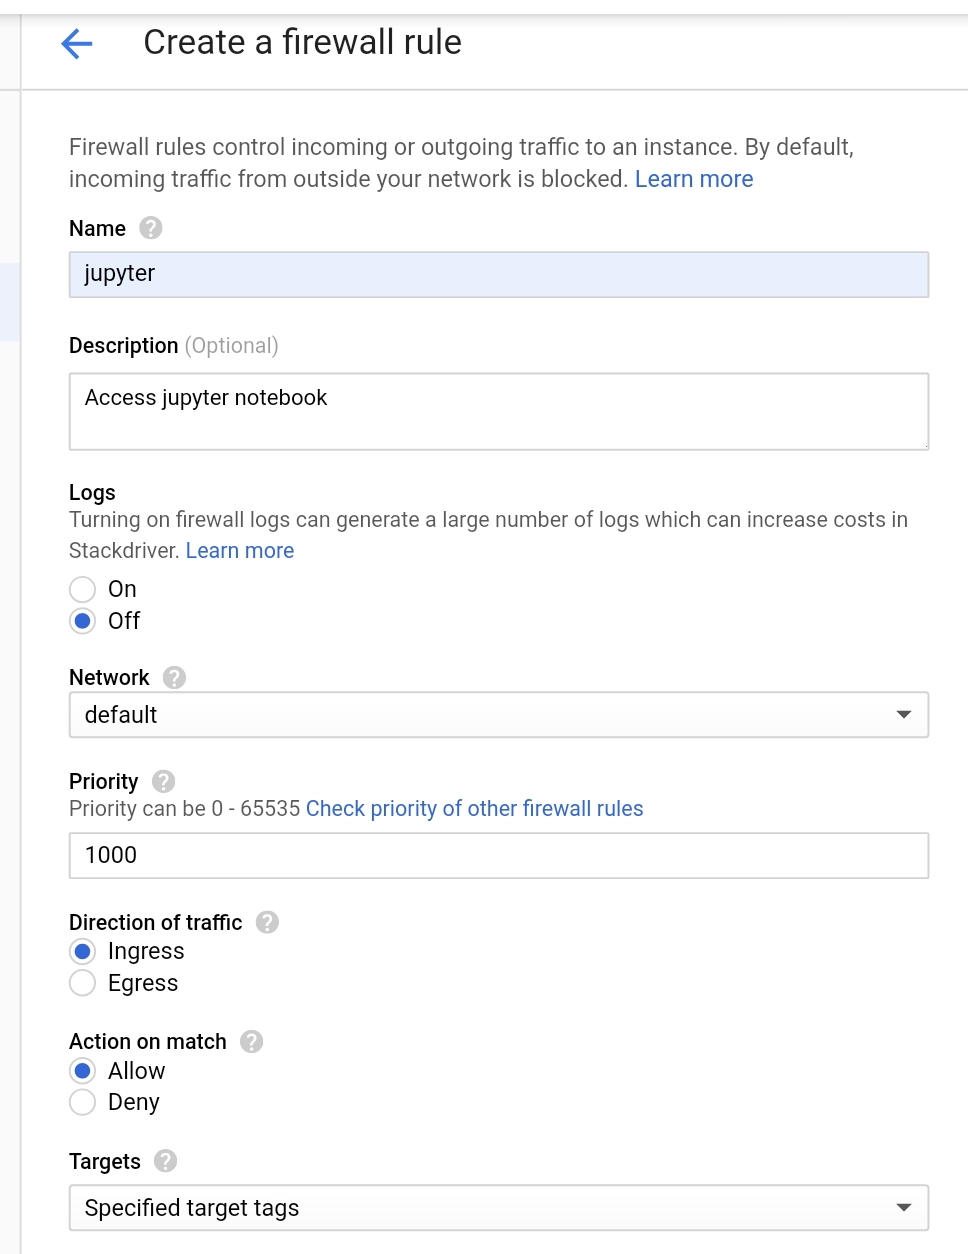 Create a firewall rule
Firewall rules control incoming or outgoing traffic to an instance. By default,
incoming traffic from outside your network is blocked. Learn more
Name ?
jupyter
Description (Optional)
Access jupyter notebook
Logs
Turning on firewall logs can generate a large number of logs which can increase costs in
Stackdriver. Learn more
On
Off
Network ?
default
Priority ?
Priority can be 0 - 65535 Check priority of other firewall rules
1000
Direction of traffic ?
Ingress
Egress
Action on match ?
Allow
Deny
Targets ?
Specified target tags